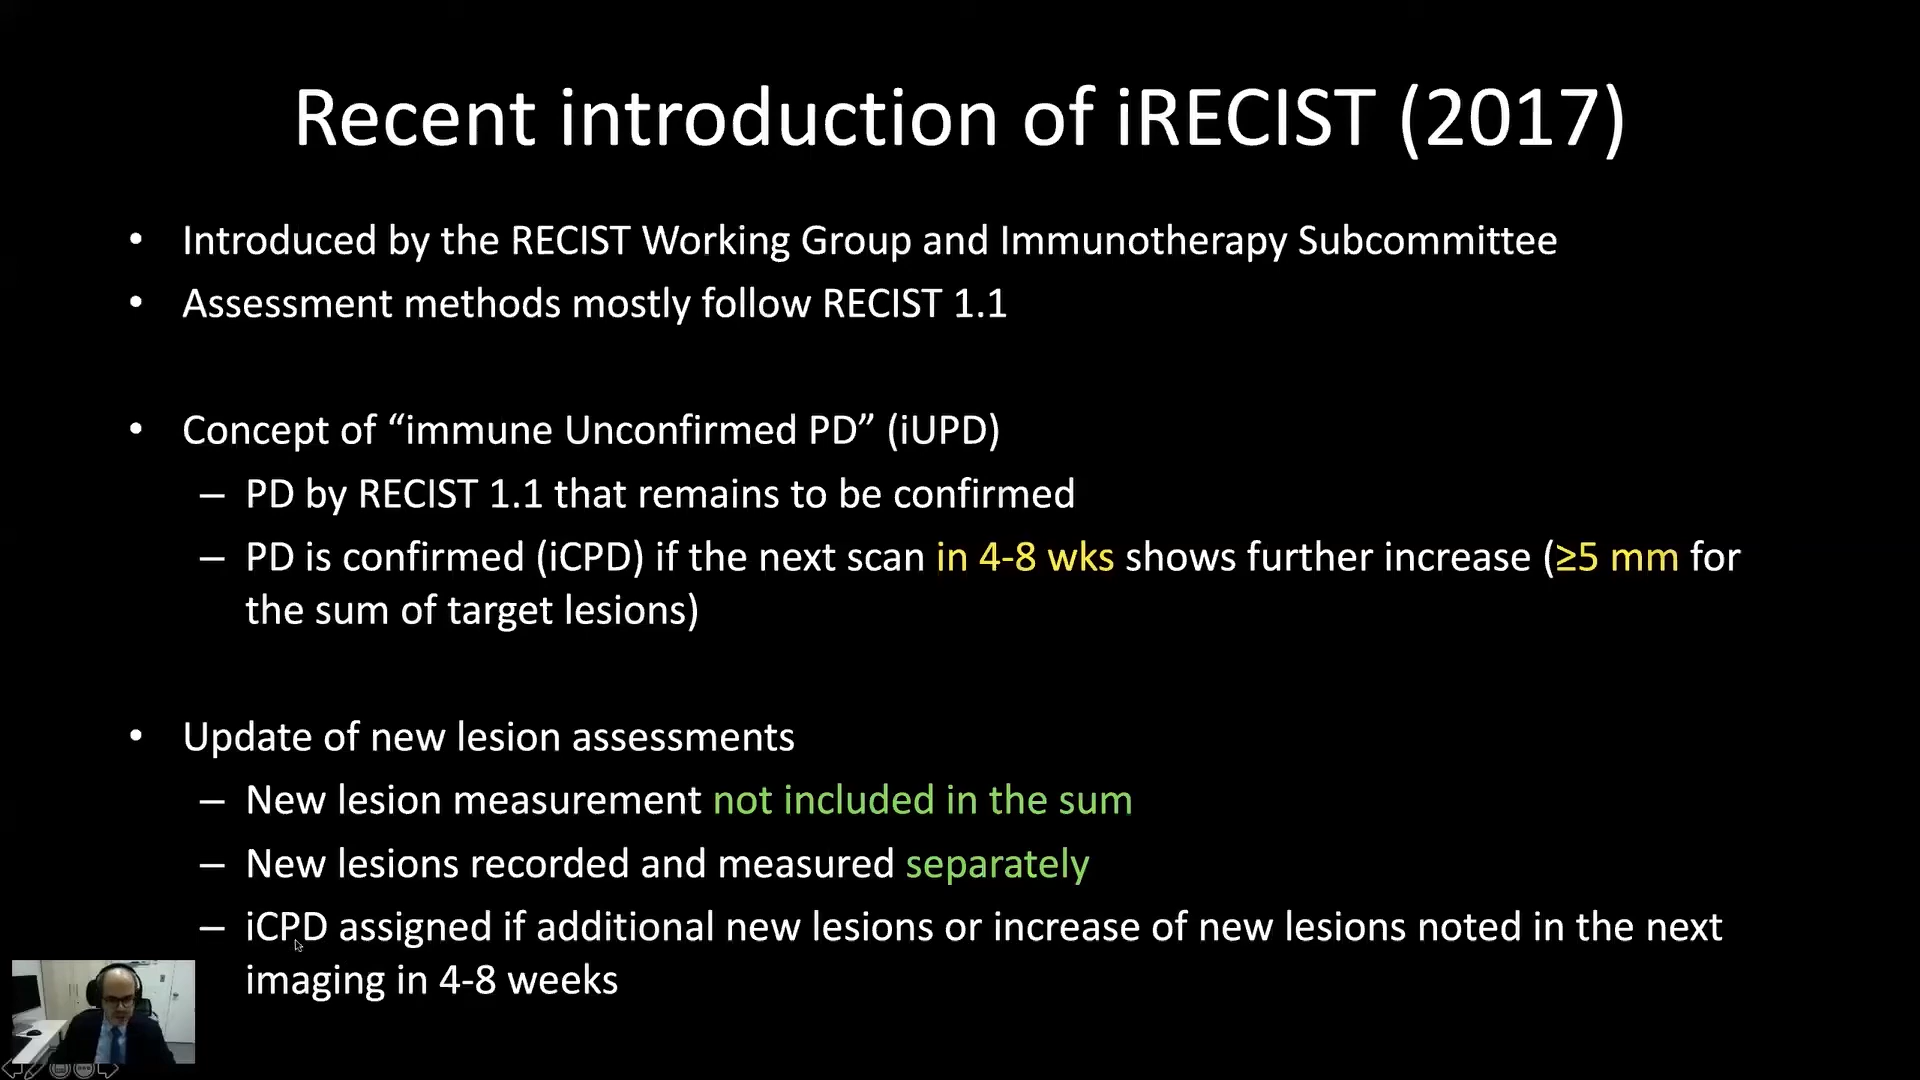 Recent introduction of iRECIST (2017)
• Introduced by the RECIST Working Group and Immunotherapy Subcommittee
• Assessment methods mostly follow RECIST 1.1
• Concept of “immune Unconfirmed PD” (iUPD)
– PD by RECIST 1.1 that remains to be confirmed
– PD is confirmed (iCPD) if the next scan in 4-8 wks shows further increase (≥5 mm for
the sum of target lesions)
• Update of new lesion assessments
– New lesion measurement not included in the sum
– New lesions recorded and measured separately
– iCPD assigned if additional new lesions or increase of new lesions noted in the next
imaging in 4-8 weeks